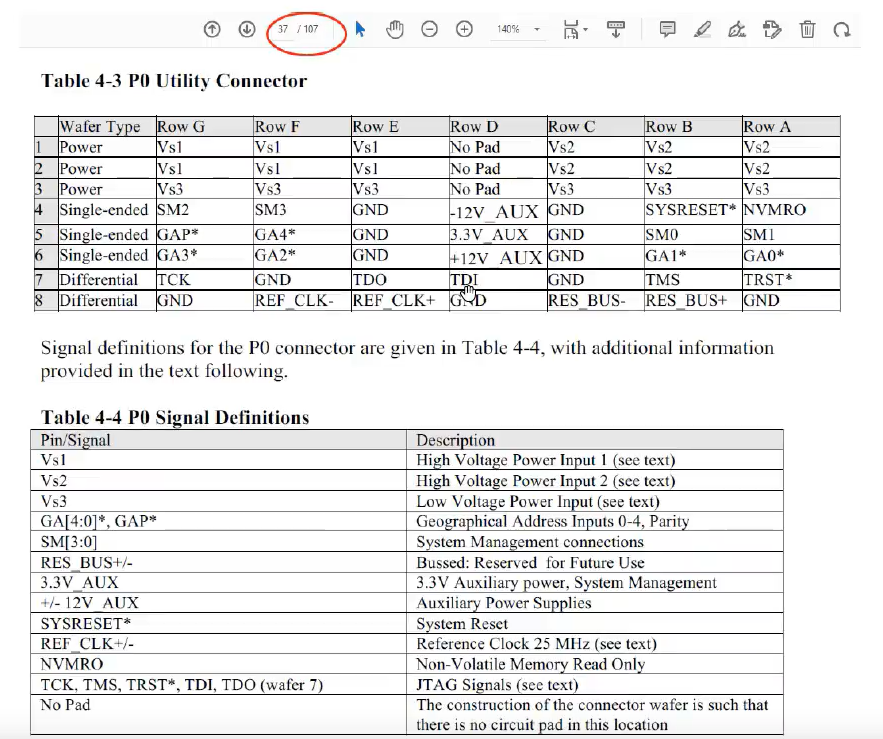 37 / 107 140%
Table 4-3 P0 Utility Connector
Wafer Type Row G Row F Row E Row D Row C Row B Row A
1 Power Vs1 Vs1 Vs1 No Pad Vs2 Vs2 Vs2
2 Power Vs1 Vs1 Vs1 No Pad Vs2 Vs2 Vs2
3 Power Vs3 Vs3 Vs3 No Pad Vs3 Vs3 Vs3
4 Single-ended SM2 SM3 GND -12V_AUX GND SYSRESET* NVMRO
5 Single-ended GAP* GA4* GND 3.3V_AUX GND SM0 SM1
6 Single-ended GA3* GA2* GND +12V_AUX GND GA1* GA0*
7 Differential TCK GND TDO TDI GND TMS TRST*
8 Differential GND REF_CLK- REF_CLK+ GND RES_BUS- RES_BUS+ GND
Signal definitions for the P0 connector are given in Table 4-4, with additional information
provided in the text following.
Table 4-4 P0 Signal Definitions
Pin/Signal Description
Vs1 High Voltage Power Input 1 (see text)
Vs2 High Voltage Power Input 2 (see text)
Vs3 Low Voltage Power Input (see text)
GA[4:0]*, GAP* Geographical Address Inputs 0-4, Parity
SM[3:0] System Management connections
RES_BUS+/- Bussed: Reserved for Future Use
3.3V_AUX 3.3V Auxiliary power, System Management
+/- 12V_AUX Auxiliary Power Supplies
SYSRESET* System Reset
REF_CLK+/- Reference Clock 25 MHz (see text)
NVMRO Non-Volatile Memory Read Only
TCK, TMS, TRST*, TDI, TDO (wafer 7) JTAG Signals (see text)
No Pad The construction of the connector wafer is such that
there is no circuit pad in this location